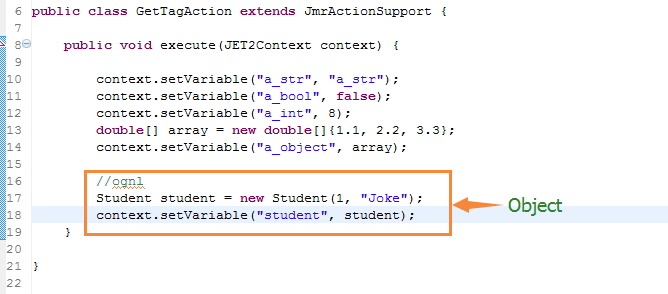 6 public class GetTagAction extends JmrActionSupport {
7
8 public void execute(JET2Context context) {
9
10 context.setVariable("a_str", "a_str");
11 context.setVariable("a_bool", false);
12 context.setVariable("a_int", 8);
13 double[] array = new double[]{1.1, 2.2, 3.3};
14 context.setVariable("a_object", array);
15
16 //ognl
17 Student student = new Student(1, "Joke");
18 context.setVariable("student", student);
Object
19 }
20
21 }
22